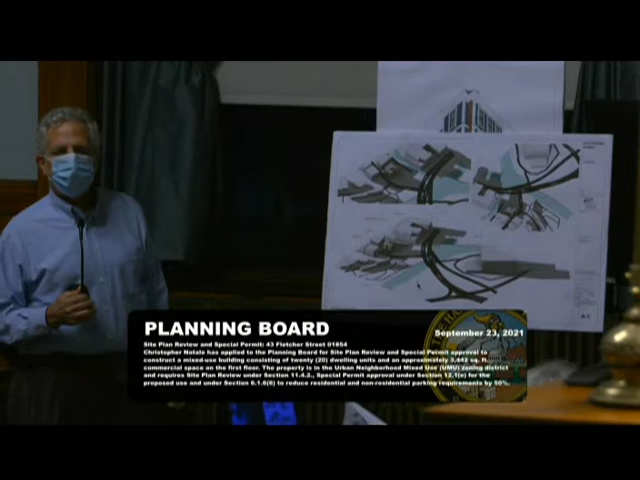 PLANNING BOARD
September 23, 2021
Site Plan Review and Special Permit: 43 Fletcher Street 01854
Christopher Natale has applied to the Planning Board for Site Plan Review and Special Permit approval to
construct a mixed-use building consisting of twenty (20) dwelling units and an approximately 3,662 sq. ft.
commercial space on the first floor. The property is in the Urban Neighborhood Mixed Use (UMU) zoning district
and requires Site Plan Review under Section 11.4.2., Special Permit approval under Section 12.1(e) for the
proposed use and under Section 6.1.6(6) to reduce residential and non-residential parking requirements by 50%.
A-1